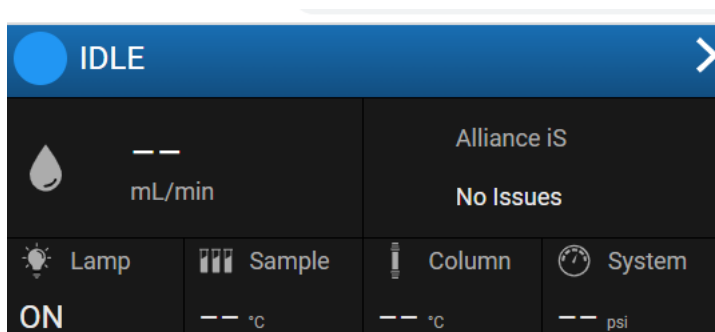 IDLE
-- mL/min
Alliance iS
No Issues
Lamp
ON
Sample
-- °C
Column
-- °C
System
-- psi